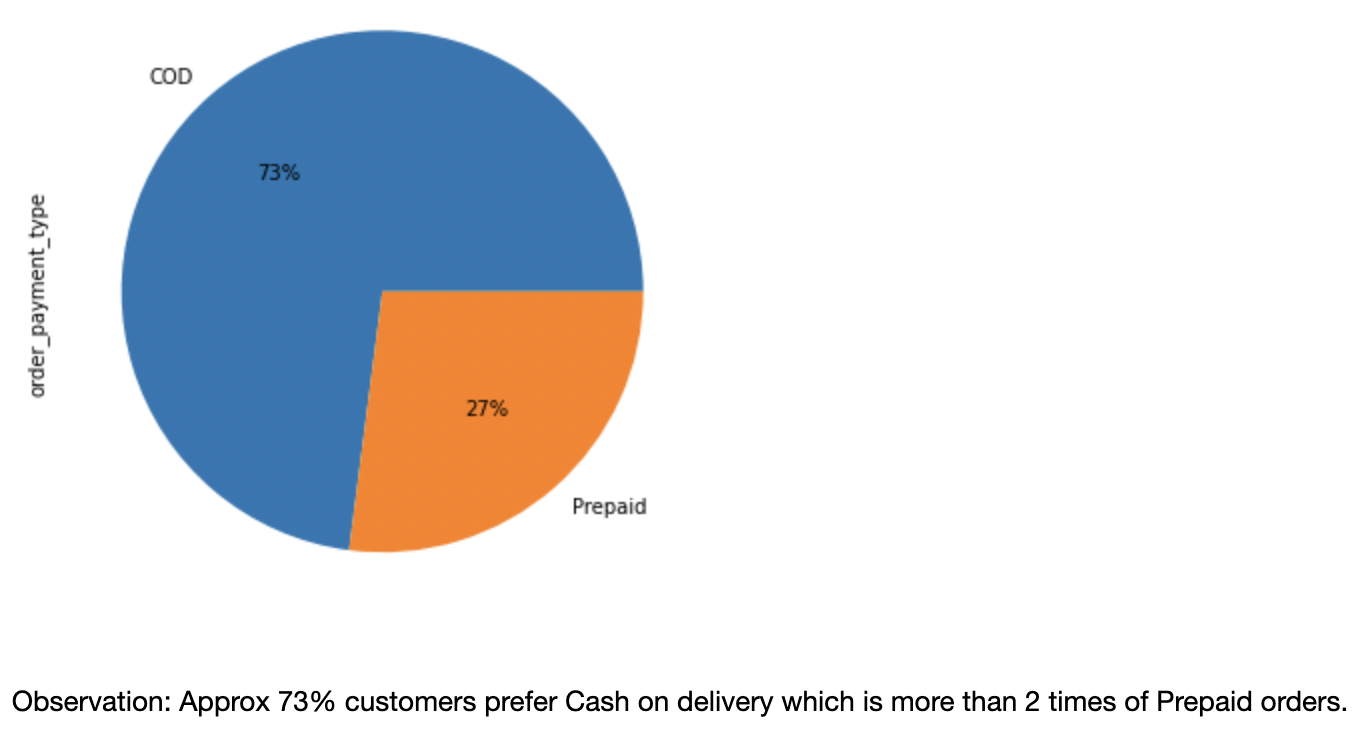 COD
73%
order_payment_type
27%
Prepaid
Observation: Approx 73% customers prefer Cash on delivery which is more than 2 times of Prepaid orders.